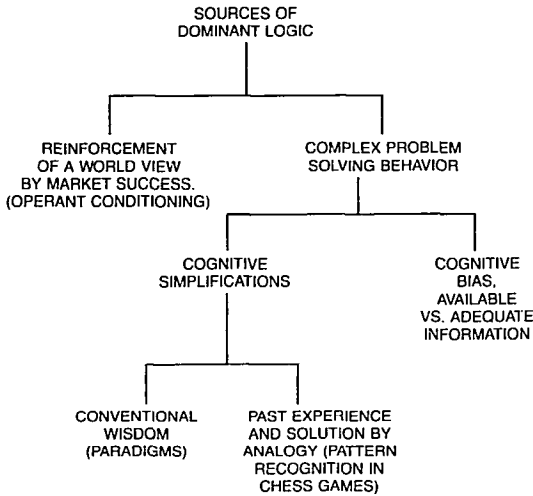 SOURCES OF
DOMINANT LOGIC
REINFORCEMENT
OF A WORLD VIEW
BY MARKET SUCCESS.
(OPERANT CONDITIONING)
COMPLEX PROBLEM
SOLVING BEHAVIOR
COGNITIVE
SIMPLIFICATIONS
COGNITIVE
BIAS,
AVAILABLE
VS. ADEQUATE
INFORMATION
CONVENTIONAL
WISDOM
(PARADIGMS)
PAST EXPERIENCE
AND SOLUTION BY
ANALOGY (PATTERN
RECOGNITION IN
CHESS GAMES)